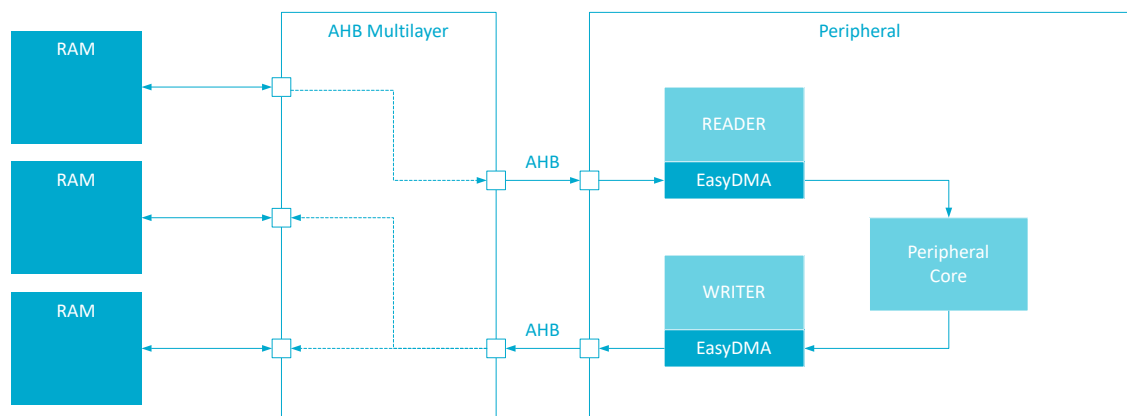 AHB Multilayer
Peripheral
RAM
READER
EasyDMA
AHB
RAM
Peripheral
Core
WRITER
EasyDMA
AHB
RAM